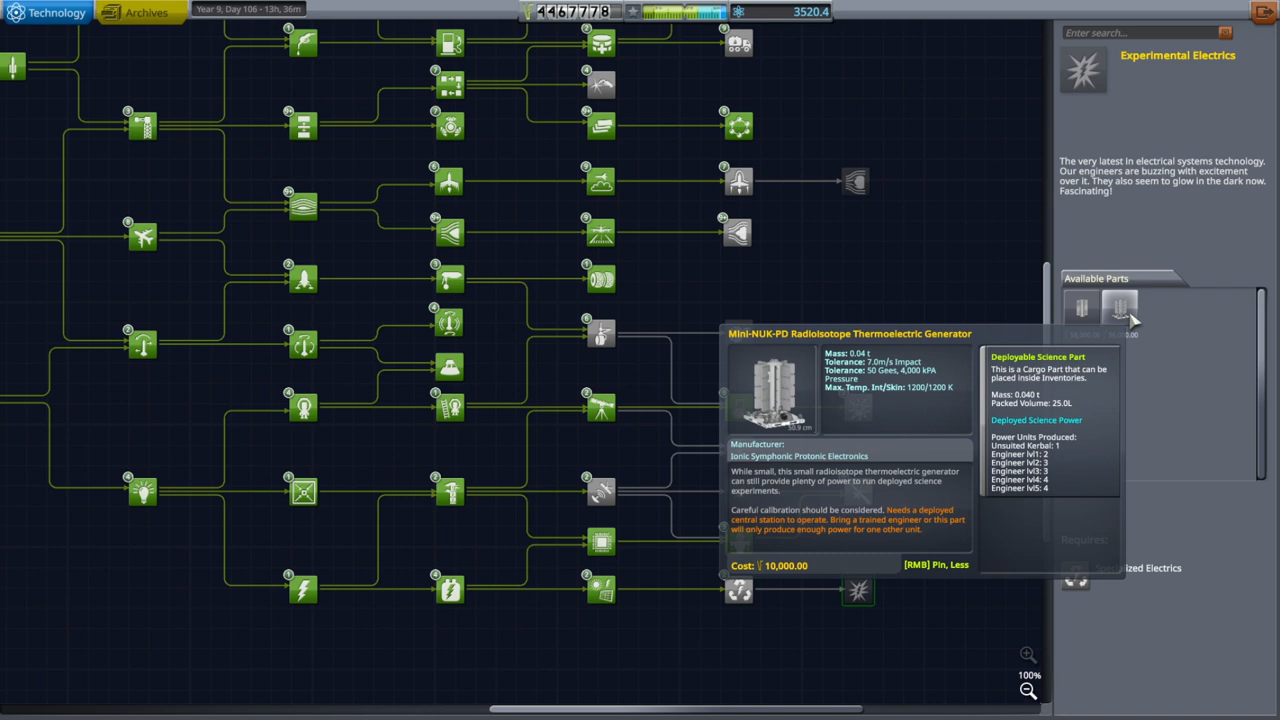 Technology
Archives
Year 9, Day 106 - 13h, 36m
4467778
3520.4
Enter search...
Experimental Electrics
The very latest in electrical systems technology.
Our engineers are buzzing with excitement
over it. They also seem to glow in the dark now.
Fascinating!
Available Parts
Mini-NUK-PD Radioisotope Thermoelectric Generator
Mass: 0.04 t
Tolerance: 7.0m/s Impact
Tolerance: 50 Gees, 4,000 kPa
Pressure
Max. Temp. Int/Skin: 1200/1200 K
50.9 cm
Manufacturer:
Ionic Symphonic Protonic Electronics
While small, this small radioisotope thermoelectric generator
can still provide plenty of power to run deployed science
experiments.
Careful calibration should be considered. Needs a deployed
central station to operate. Bring a trained engineer or this part
will only produce enough power for one other unit.
Cost: 10,000.00
[RMB] Pin, Less
Deployable Science Part
This is a Cargo Part that can be
placed inside Inventories.
Mass: 0.040 t
Packed Volume: 25.0L
Deployed Science Power
Power Units Produced:
Unsuited Kerbal: 1
Engineer lvl1: 2
Engineer lvl2: 3
Engineer lvl3: 3
Engineer lvl4: 4
Engineer lvl5: 4
Requires:
Specialized Electrics
100%